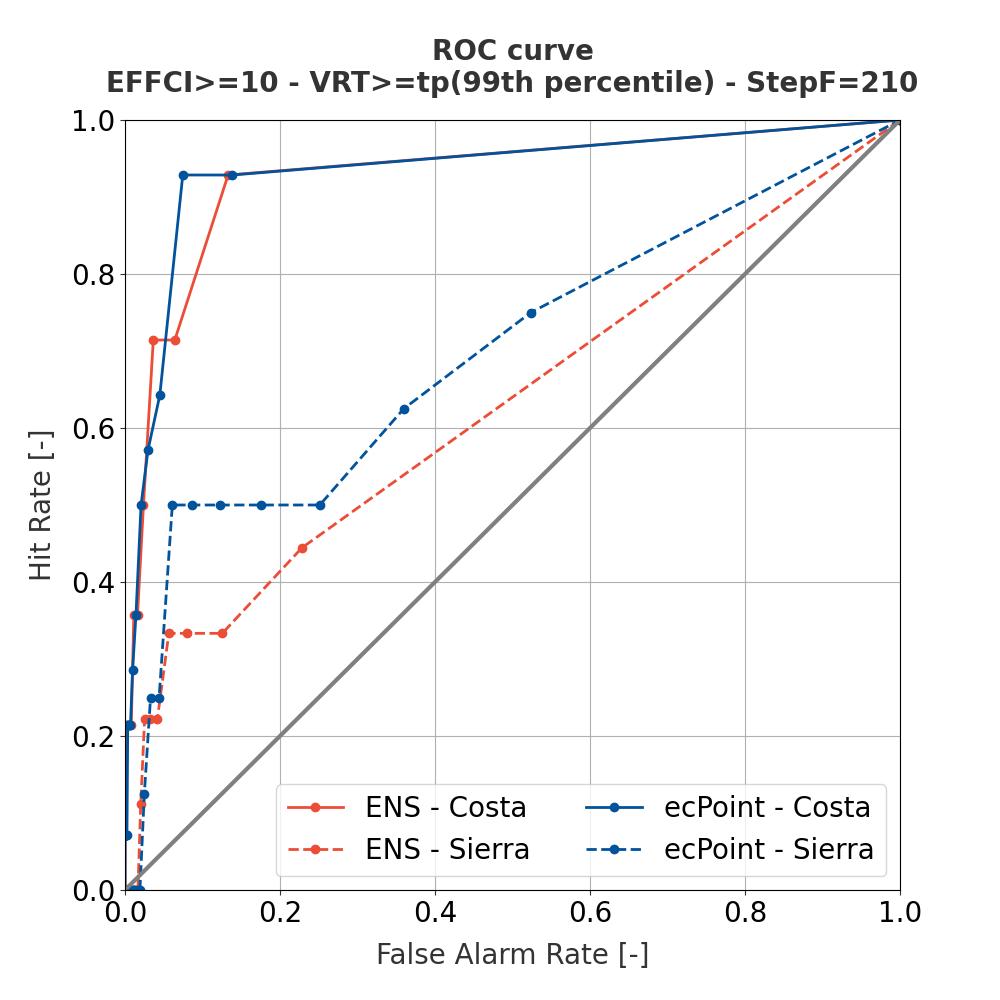 ROC curve
EFFCI>=10 - VRT>=tp(99th percentile) - StepF=210
1.0
0.8
0.6
0.4
0.2
0.0
Hit Rate [-]
ENS - Costa
ENS - Sierra
ecPoint - Costa
ecPoint - Sierra
0.0 0.2 0.4 0.6 0.8 1.0
False Alarm Rate [-]